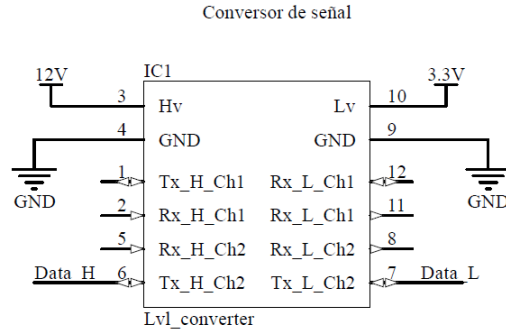 Conversor de señal
IC1
12V
3.3V
3 Hv Lv 10
4 GND GND 9
GND GND
1 Tx_H_Ch1 Rx_L_Ch1 12
2 Rx_H_Ch1 Rx_L_Ch1 11
5 Rx_H_Ch2 Rx_L_Ch2 8
Data_H 6 Tx_H_Ch2 Tx_L_Ch2 7 Data_L
Lvl_converter